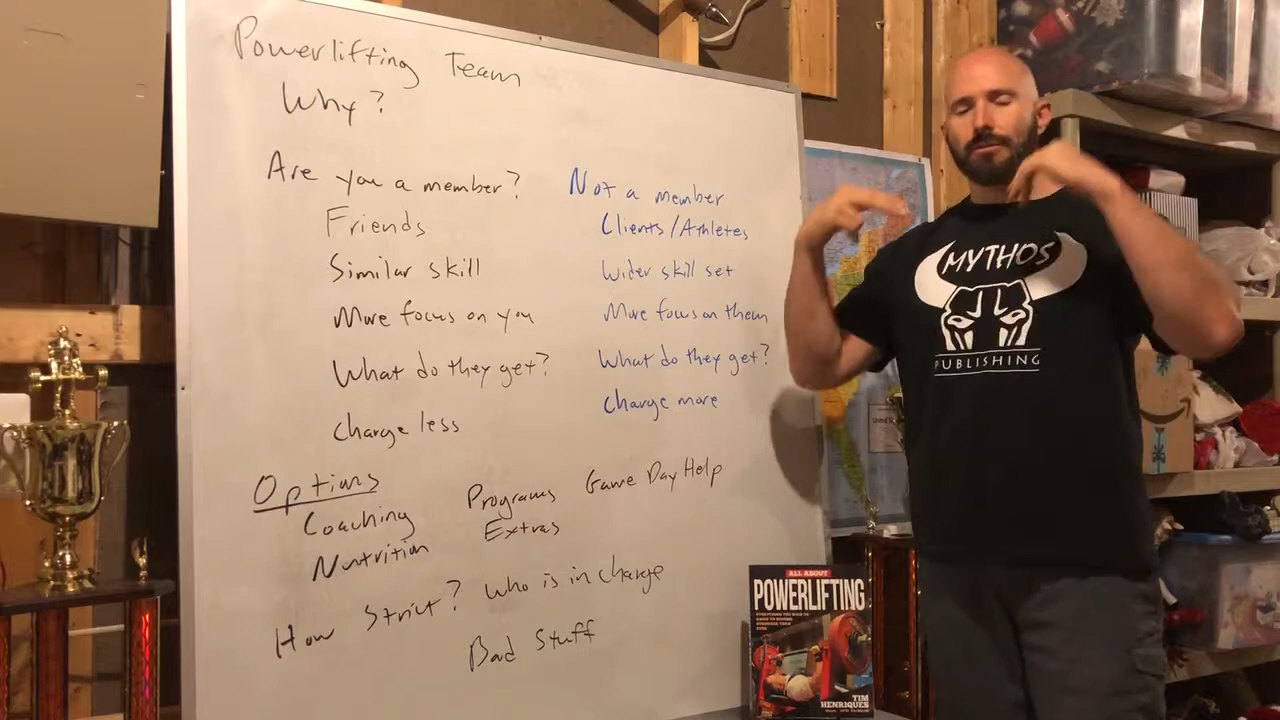 Powerlifting Team
Why?
Are you a member?
Friends
Similar skill
More focus on you
What do they get?
Charge less
Not a member
Clients/Athletes
Wider skill set
More focus on them
What do they get?
Charge more
Options
Coaching
Nutrition
Programs
Extras
Game Day Help
How Strict? Who is in charge
Bad Stuff
MYTHOS
PUBLISHING
ALL ABOUT
POWERLIFTING
TIM
HENRIQUES